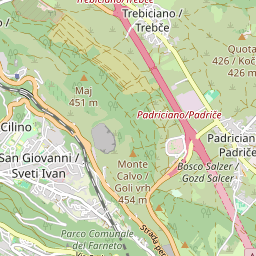 Trebiciano/Trebče
Trebiciano /
Trebče
Quota
426 / Koč
426 m
Maj
451 m
Padriciano/Padriče
Cilino
Padrician
Padriče
San Giovanni /
Sveti Ivan
Monte
Calvo /
Goli vrh
454 m
Bosco Salzer /
Gozd Salcer
Strada per
Parco Comunale
del Farneto